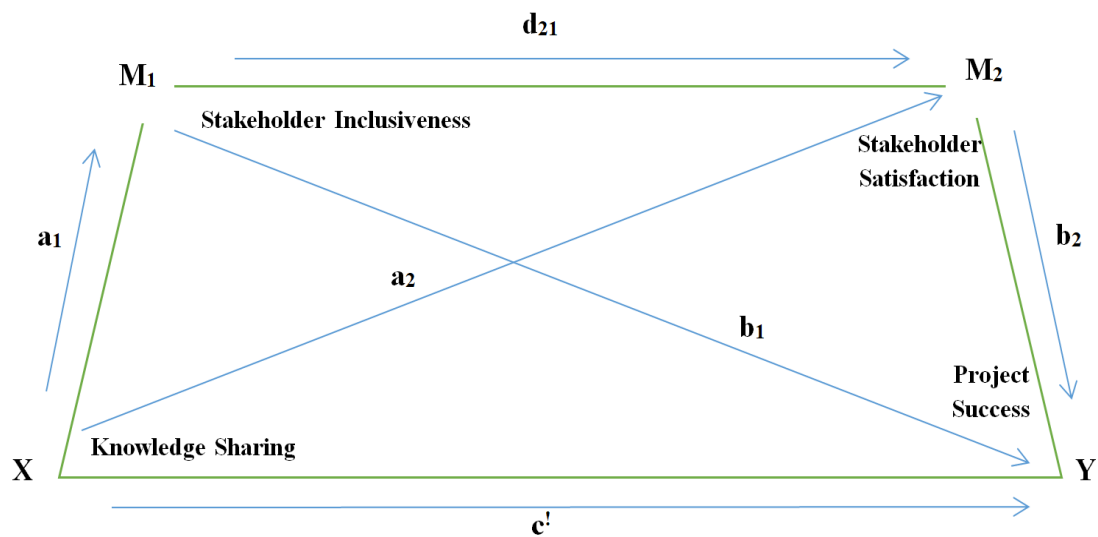 d21
M1
M2
Stakeholder Inclusiveness
Stakeholder
Satisfaction
a1
b2
a2
b1
Project
Success
Knowledge Sharing
X
Y
c!